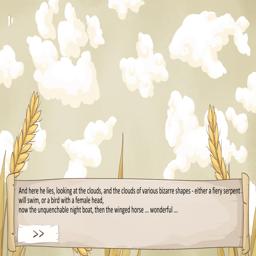 And here he lies, looking at the clouds, and the clouds of various bizarre shapes - either a fiery serpent
will swim, or a bird with a female head,
now the unquenchable night boat, then the winged horse ... wonderful ...
>>